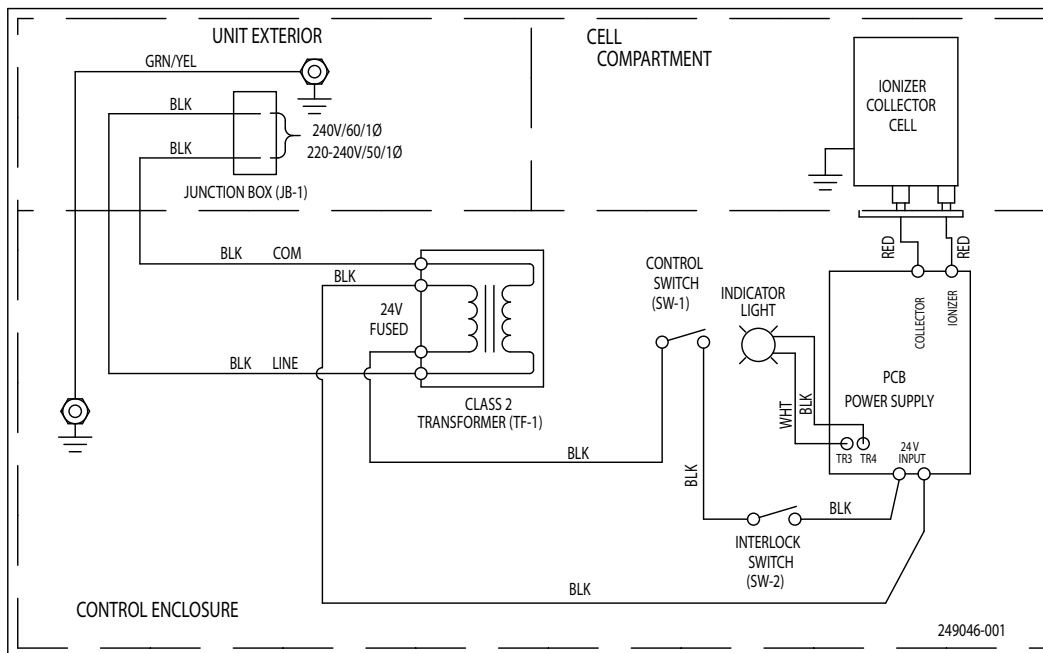 UNIT EXTERIOR
CELL
COMPARTMENT
GRN/YEL
BLK
240V/60/1Ø
220-240V/50/1Ø
BLK
JUNCTION BOX (JB-1)
IONIZER
COLLECTOR
CELL
RED
RED
BLK COM
BLK
24V
FUSED
BLK LINE
CLASS 2
TRANSFORMER (TF-1)
CONTROL
SWITCH
(SW-1)
INDICATOR
LIGHT
COLLECTOR
IONIZER
PCB
POWER SUPPLY
WHT
BLK
TR3
TR4
24 V
INPUT
BLK
BLK
BLK
INTERLOCK
SWITCH
(SW-2)
BLK
CONTROL ENCLOSURE
249046-001